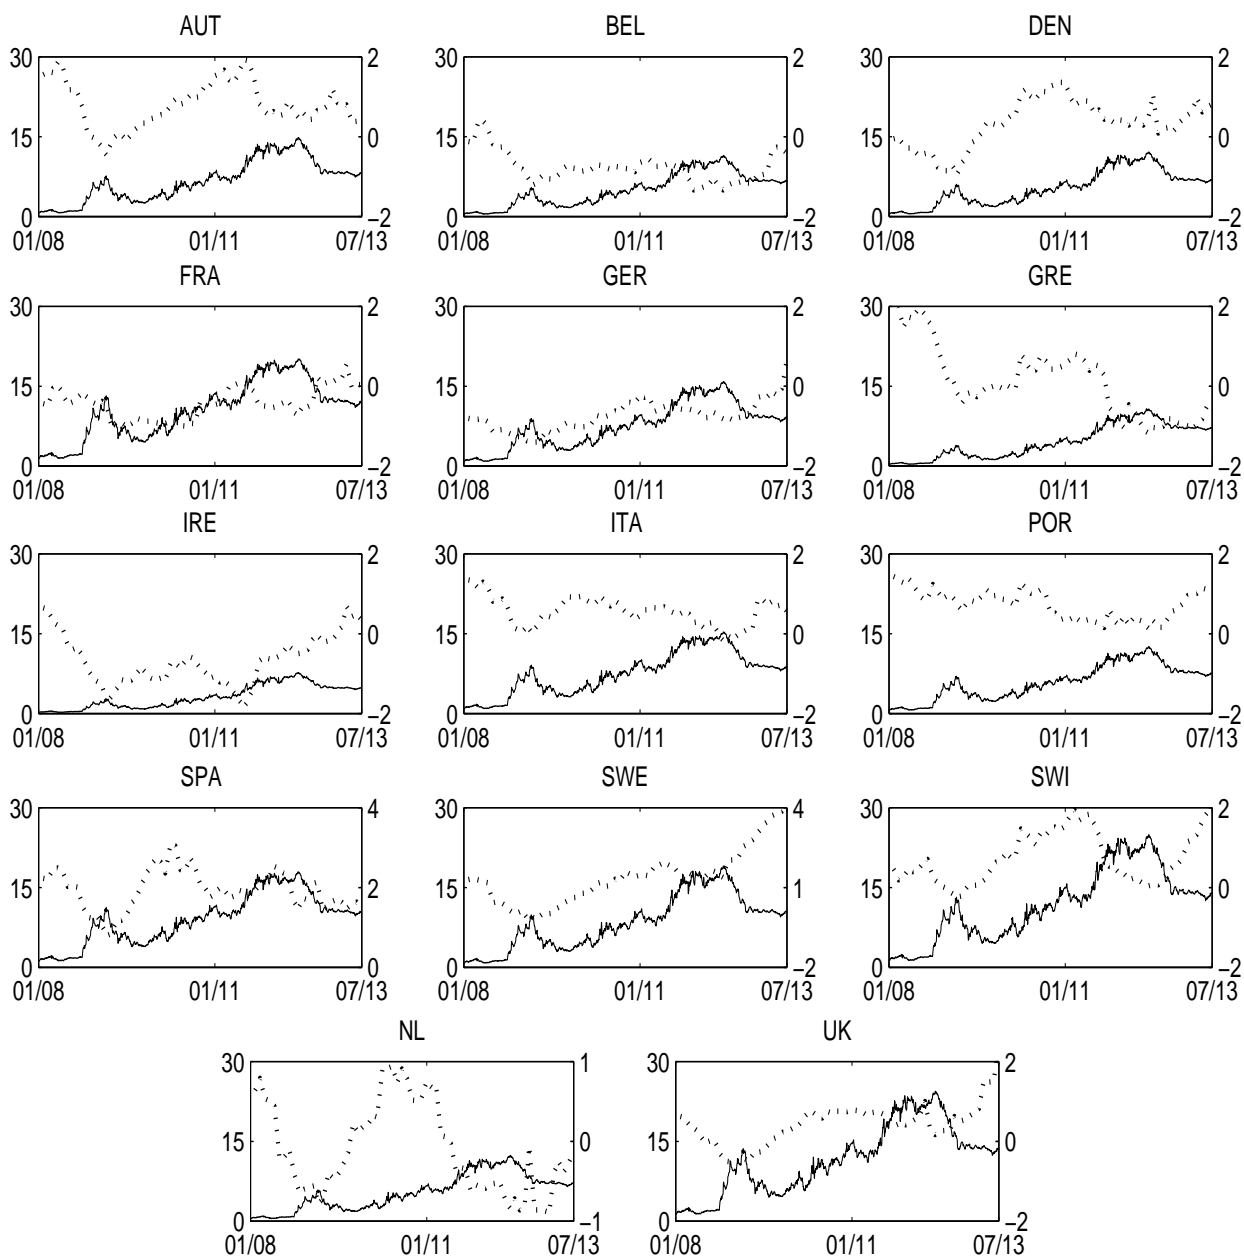 AUT BEL DEN
30 2 30 2 30 2
15 0 15 0 15 0
0 −2 0 −2 0 −2
01/08 01/11 07/13 01/08 01/11 07/13 01/08 01/11 07/13
FRA GER GRE
30 2 30 2 30 2
15 0 15 0 15 0
0 −2 0 −2 0 −2
01/08 01/11 07/13 01/08 01/11 07/13 01/08 01/11 07/13
IRE ITA POR
30 2 30 2 30 2
15 0 15 0 15 0
0 −2 0 −2 0 −2
01/08 01/11 07/13 01/08 01/11 07/13 01/08 01/11 07/13
SPA SWE SWI
30 4 30 4 30 2
15 2 15 1 15 0
0 0 0 −2 0 −2
01/08 01/11 07/13 01/08 01/11 07/13 01/08 01/11 07/13
NL UK
30 1 30 2
15 0 15 0
0 −1 0 −2
01/08 01/11 07/13 01/08 01/11 07/13